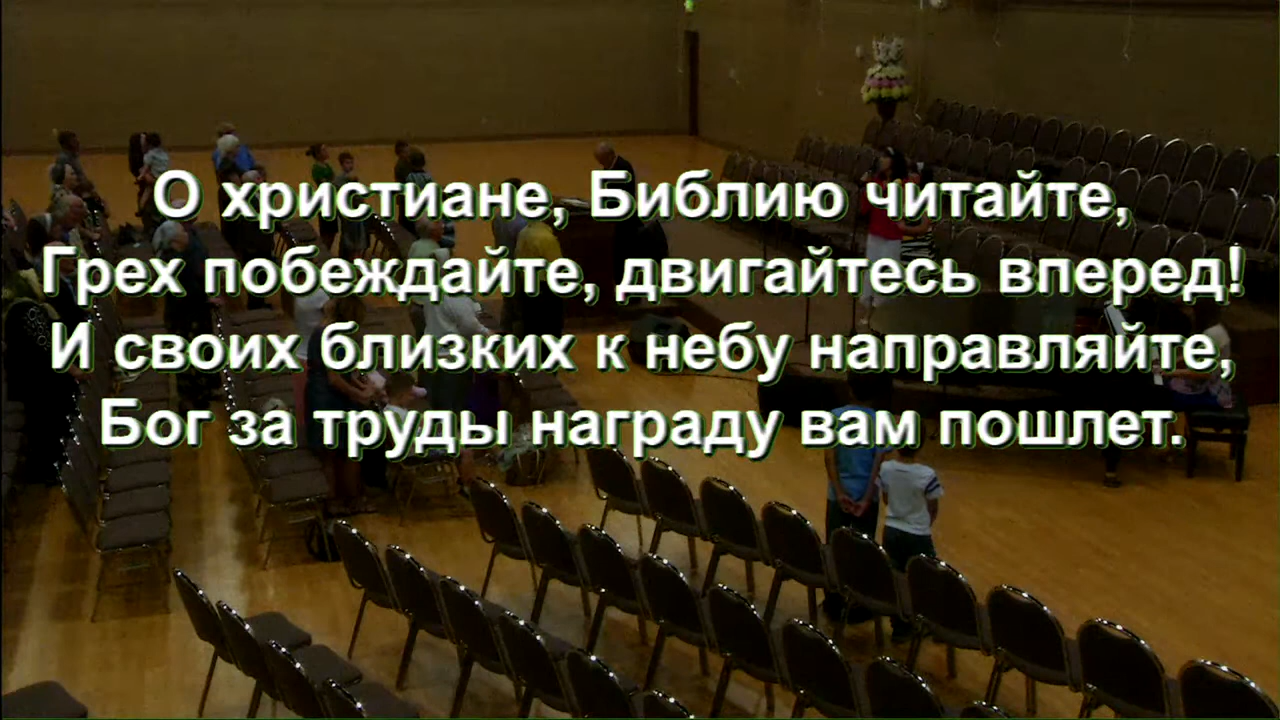 О христиане, Библию читайте,
Грех побеждайте, двигайтесь вперед!
И своих близких к небу направляйте,
Бог за труды награду вам пошлет.